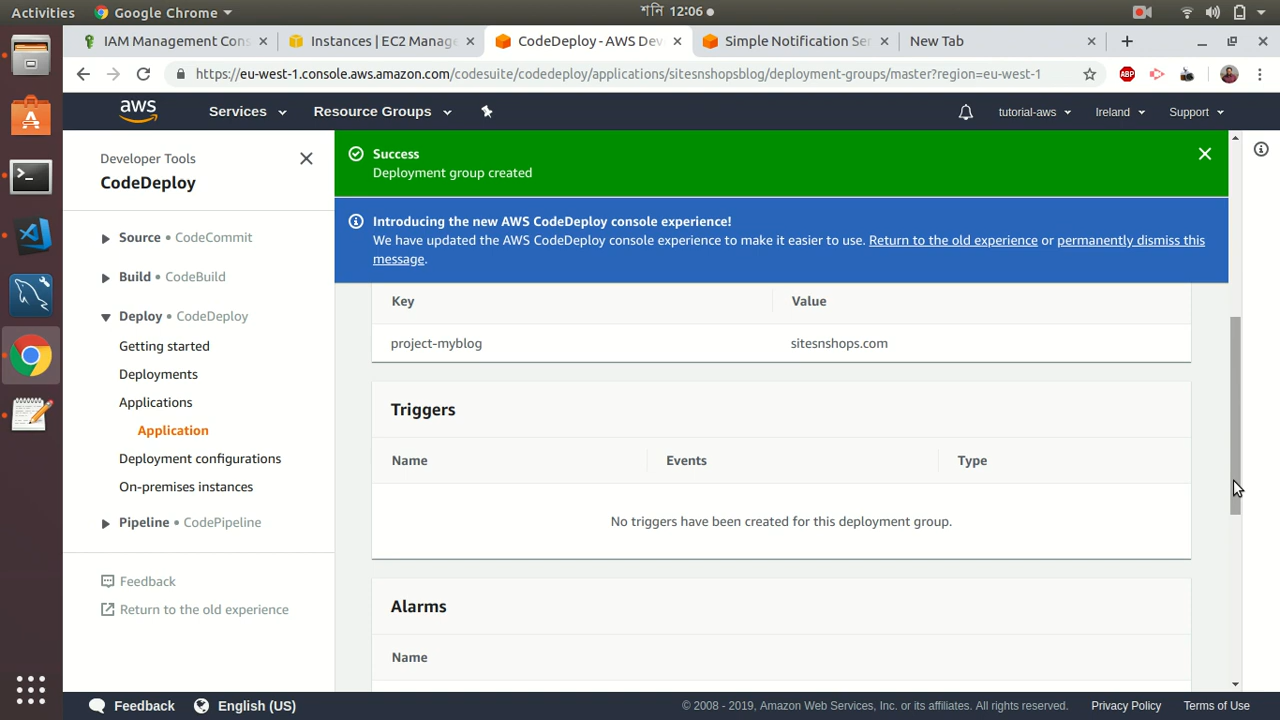 Activities
Google Chrome
শনি 12:06
IAM Management Con
Instances | EC2 Manage
CodeDeploy - AWS Dev
Simple Notification Se
New Tab
https://eu-west-1.console.aws.amazon.com/codesuite/codedeploy/applications/sitesnshopsblog/deployment-groups/master?region=eu-west-1
ABP
aws
Services
Resource Groups
tutorial-aws
Ireland
Support
Developer Tools
CodeDeploy
Source • CodeCommit
Build • CodeBuild
Deploy • CodeDeploy
Getting started
Deployments
Applications
Application
Deployment configurations
On-premises instances
Pipeline • CodePipeline
Feedback
Return to the old experience
Success
Deployment group created
Introducing the new AWS CodeDeploy console experience!
We have updated the AWS CodeDeploy console experience to make it easier to use. Return to the old experience or permanently dismiss this
message.
Key
Value
project-myblog
sitesnshops.com
Triggers
Name
Events
Type
No triggers have been created for this deployment group.
Alarms
Name
Feedback
English (US)
© 2008 - 2019, Amazon Web Services, Inc. or its affiliates. All rights reserved.
Privacy Policy
Terms of Use